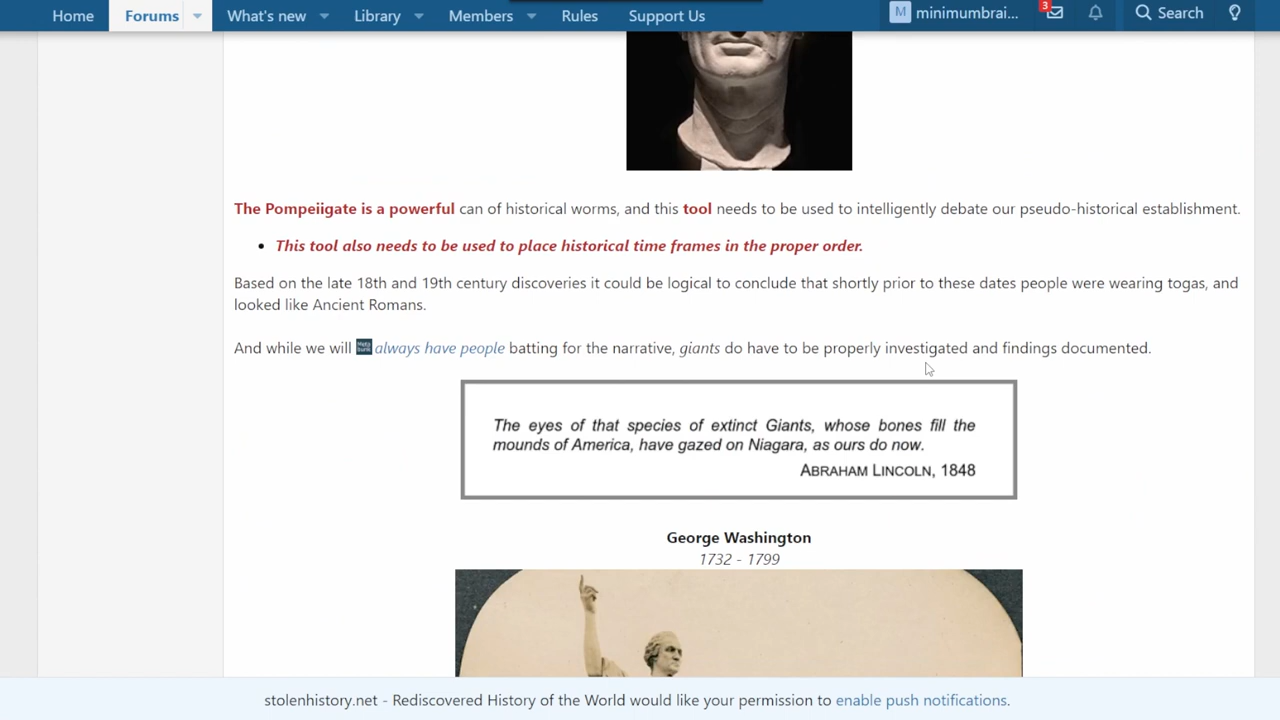 Home Forums What's new Library Members Rules Support Us M minimumbrai... 3 Search
The Pompeiigate is a powerful can of historical worms, and this tool needs to be used to intelligently debate our pseudo-historical establishment.
• This tool also needs to be used to place historical time frames in the proper order.
Based on the late 18th and 19th century discoveries it could be logical to conclude that shortly prior to these dates people were wearing togas, and
looked like Ancient Romans.
And while we will always have people batting for the narrative, giants do have to be properly investigated and findings documented.
The eyes of that species of extinct Giants, whose bones fill the
mounds of America, have gazed on Niagara, as ours do now.
ABRAHAM LINCOLN, 1848
George Washington
1732 - 1799
stolenhistory.net - Rediscovered History of the World would like your permission to enable push notifications.